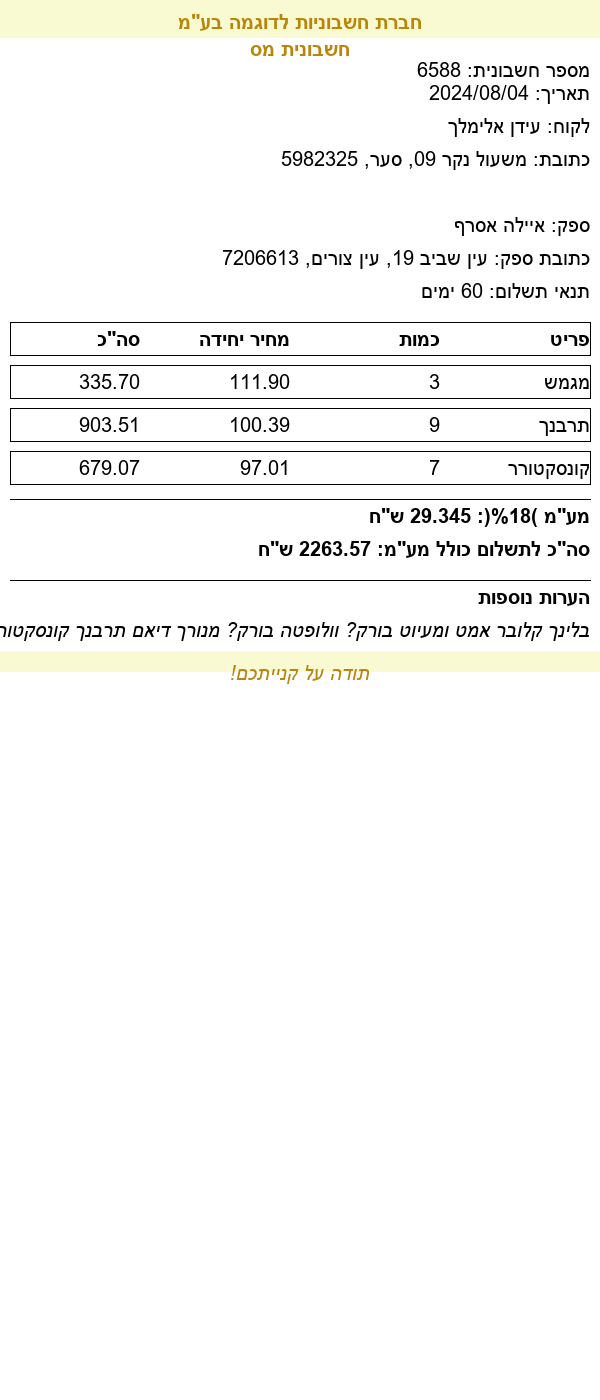 חברת חשבוניות לדוגמה בע"מ
חשבונית מס
מספר חשבונית: 6588
תאריך: 2024/08/04
לקוח: עידן אלימלך
כתובת: משעול נקר 09, סער, 5982325
ספק: איילה אסרף
כתובת ספק: עין שביב 19, עין צורים, 7206613
תנאי תשלום: 60 ימים
פריט כמות מחיר יחידה סה"כ
מגמש 3 111.90 335.70
תרבנך 9 100.39 903.51
קונסקטורר 7 97.01 679.07
מע"מ )18%(: 29.345 ש"ח
סה"כ לתשלום כולל מע"מ: 2263.57 ש"ח
הערות נוספות
בלינך קלובר אמט ומעיוט בורק? וולופטה בורק? מנורך דיאם תרבנך קונסקטור
תודה על קנייתכם!